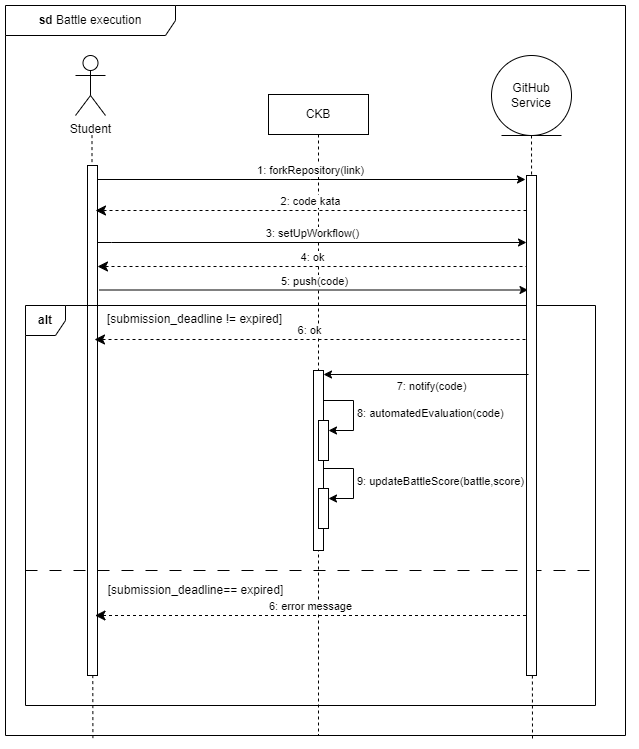 sd Battle execution
Student
CKB
GitHub
Service
1: forkRepository(link)
2: code kata
3: setUpWorkflow()
4: ok
5: push(code)
alt
[submission_deadline != expired]
6: ok
7: notify(code)
8: automatedEvaluation(code)
9: updateBattleScore(battle,score)
[submission_deadline== expired]
6: error message